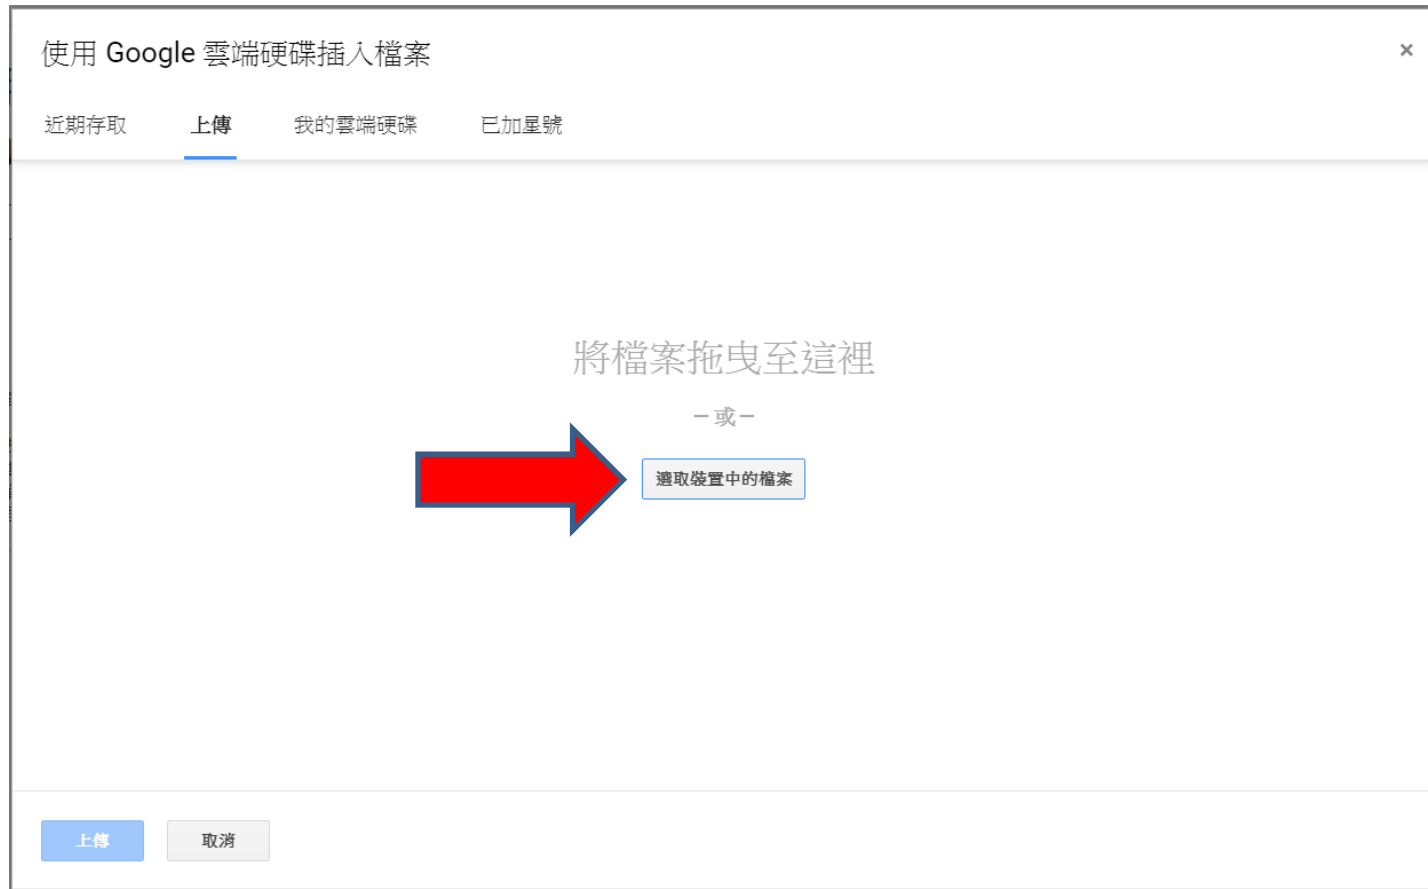 使用 Google 雲端硬碟插入檔案
×
近期存取 上傳 我的雲端硬碟 已加星號
將檔案拖曳至這裡
－或－
選取裝置中的檔案
上傳 取消